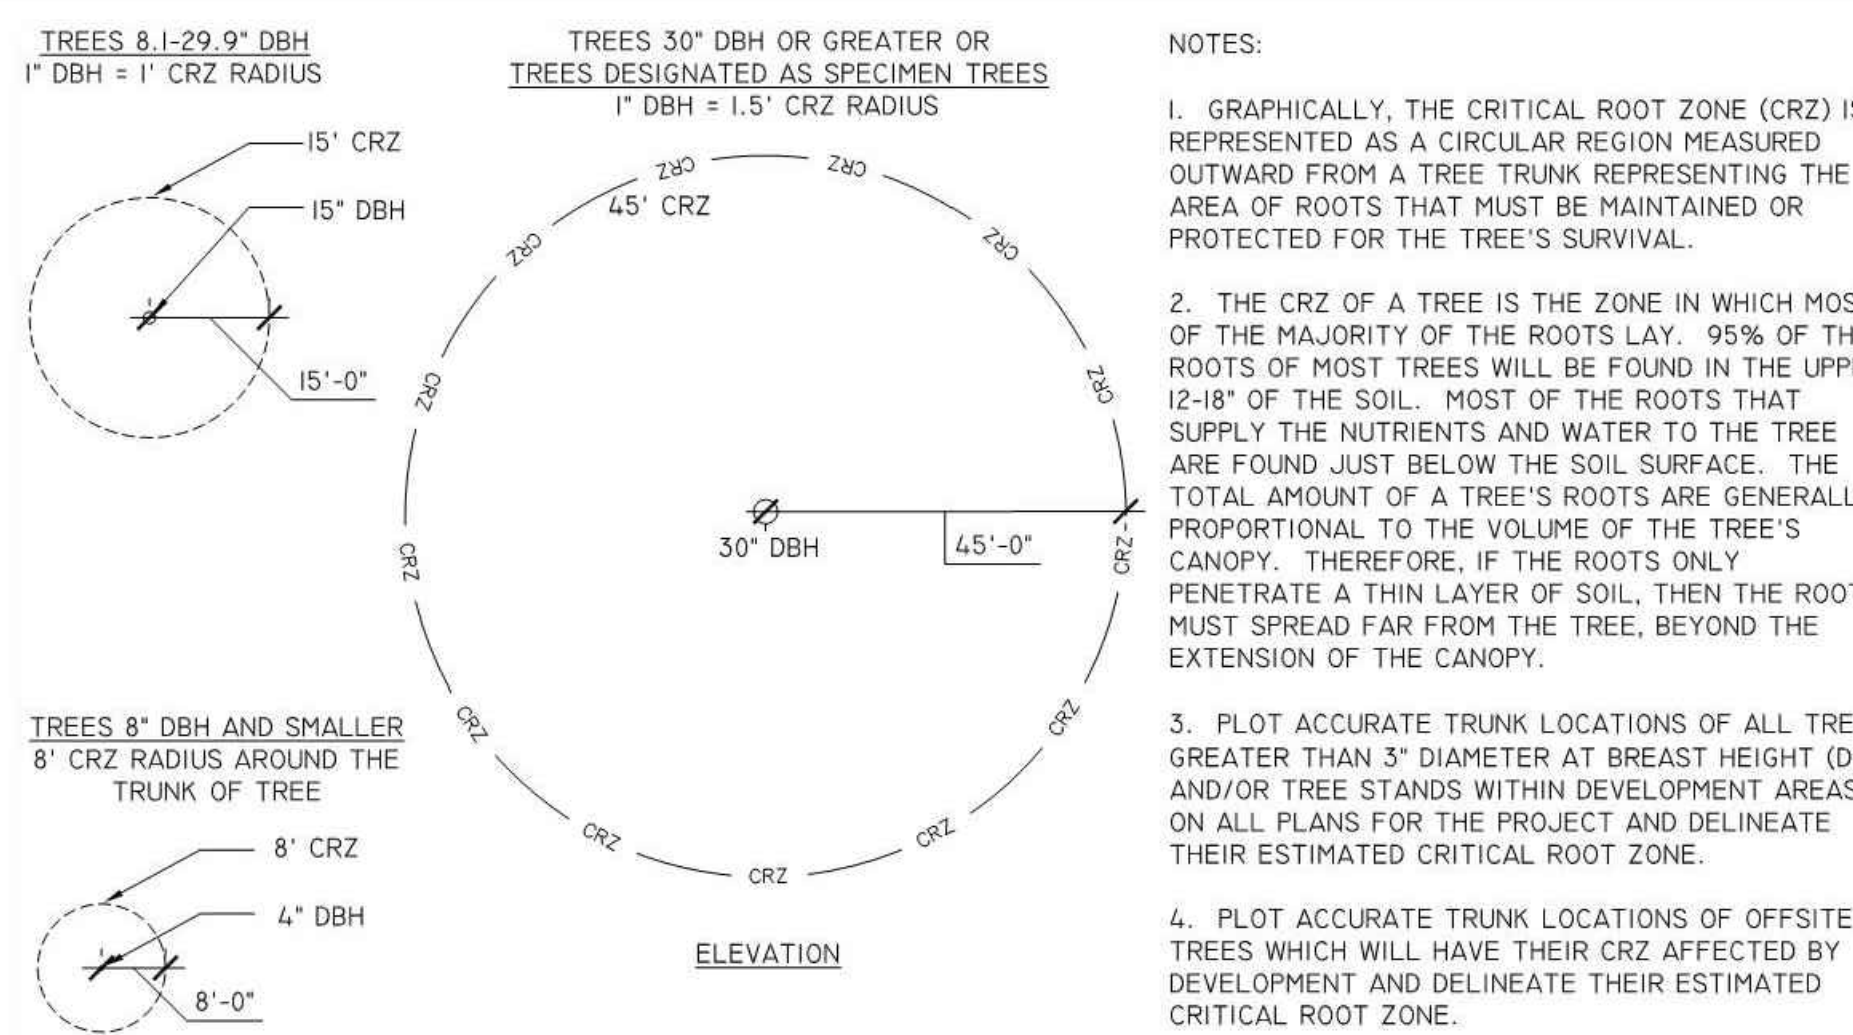 TREES 8.1-29.9" DBH
1" DBH = 1' CRZ RADIUS
15' CRZ
15" DBH
15'-0"
TREES 30" DBH OR GREATER OR
TREES DESIGNATED AS SPECIMEN TREES
1" DBH = 1.5' CRZ RADIUS
CRZ
CRZ
45' CRZ
CRZ
CRZ
CRZ
CRZ
30" DBH
45'-0"
CRZ
CRZ
CRZ
CRZ
CRZ
CRZ
CRZ
ELEVATION
TREES 8" DBH AND SMALLER
8' CRZ RADIUS AROUND THE
TRUNK OF TREE
8' CRZ
4" DBH
8'-0"
NOTES:
1. GRAPHICALLY, THE CRITICAL ROOT ZONE (CRZ)
REPRESENTED AS A CIRCULAR REGION MEASURED
OUTWARD FROM A TREE TRUNK REPRESENTING THE
AREA OF ROOTS THAT MUST BE MAINTAINED OR
PROTECTED FOR THE TREE'S SURVIVAL.
2. THE CRZ OF A TREE IS THE ZONE IN WHICH
OF THE MAJORITY OF THE ROOTS LAY. 95% OF
ROOTS OF MOST TREES WILL BE FOUND IN THE
12-18" OF THE SOIL. MOST OF THE ROOTS THAT
SUPPLY THE NUTRIENTS AND WATER TO THE TREE
ARE FOUND JUST BELOW THE SOIL SURFACE. THE
TOTAL AMOUNT OF A TREE'S ROOTS ARE
PROPORTIONAL TO THE VOLUME OF THE TREE'S
CANOPY. THEREFORE, IF THE ROOTS ONLY
PENETRATE A THIN LAYER OF SOIL, THEN THE
MUST SPREAD FAR FROM THE TREE, BEYOND THE
EXTENSION OF THE CANOPY.
3. PLOT ACCURATE TRUNK LOCATIONS OF ALL
GREATER THAN 3" DIAMETER AT BREAST HEIGHT
AND/OR TREE STANDS WITHIN DEVELOPMENT AREAS
ON ALL PLANS FOR THE PROJECT AND DELINEATE
THEIR ESTIMATED CRITICAL ROOT ZONE.
4. PLOT ACCURATE TRUNK LOCATIONS OF OFFSITE
TREES WHICH WILL HAVE THEIR CRZ AFFECTED BY
DEVELOPMENT AND DELINEATE THEIR ESTIMATED
CRITICAL ROOT ZONE.